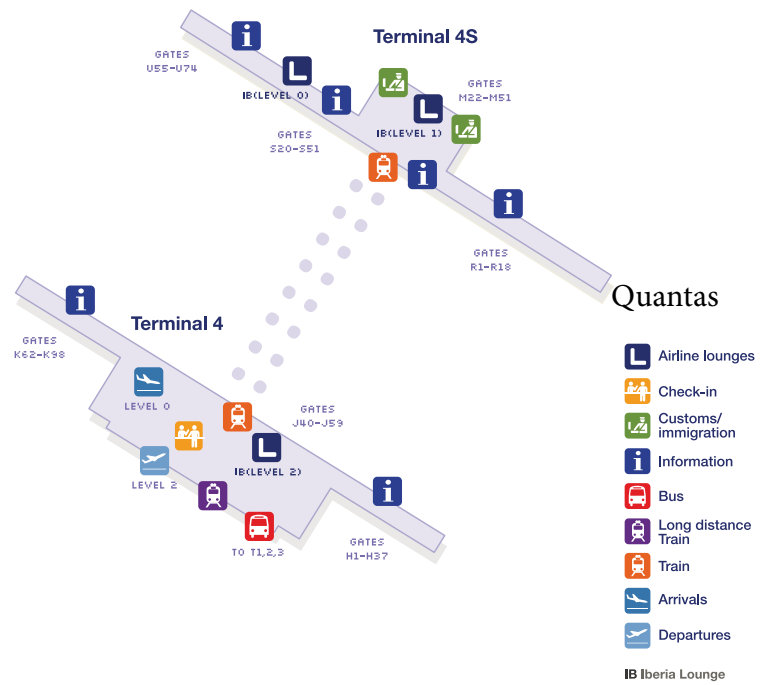 Terminal 4S
GATES
U55-U74
IB(LEVEL 0)
GATES
M22-M51
IB(LEVEL 1)
GATES
S20-S51
GATES
R1-R18
Quantas
Terminal 4
GATES
K62-K98
LEVEL 0
GATES
J40-J59
IB(LEVEL 2)
LEVEL 2
TO T1,2,3
GATES
H1-H37
Airline lounges
Check-in
Customs/
immigration
Information
Bus
Long distance
Train
Train
Arrivals
Departures
IB Iberia Lounge